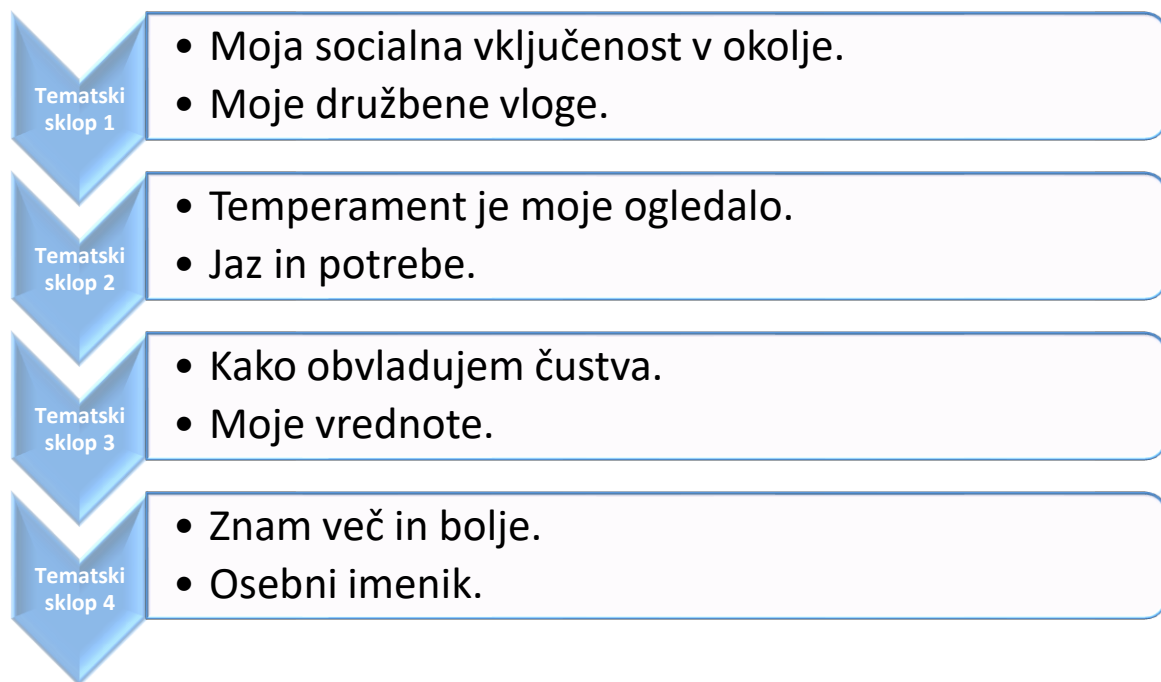 Tematski
sklop 1
• Moja socialna vključenost v okolje.
• Moje družbene vloge.
Tematski
sklop 2
• Temperament je moje ogledalo.
• Jaz in potrebe.
Tematski
sklop 3
• Kako obvladujem čustva.
• Moje vrednote.
Tematski
sklop 4
• Znam več in bolje.
• Osebni imenik.